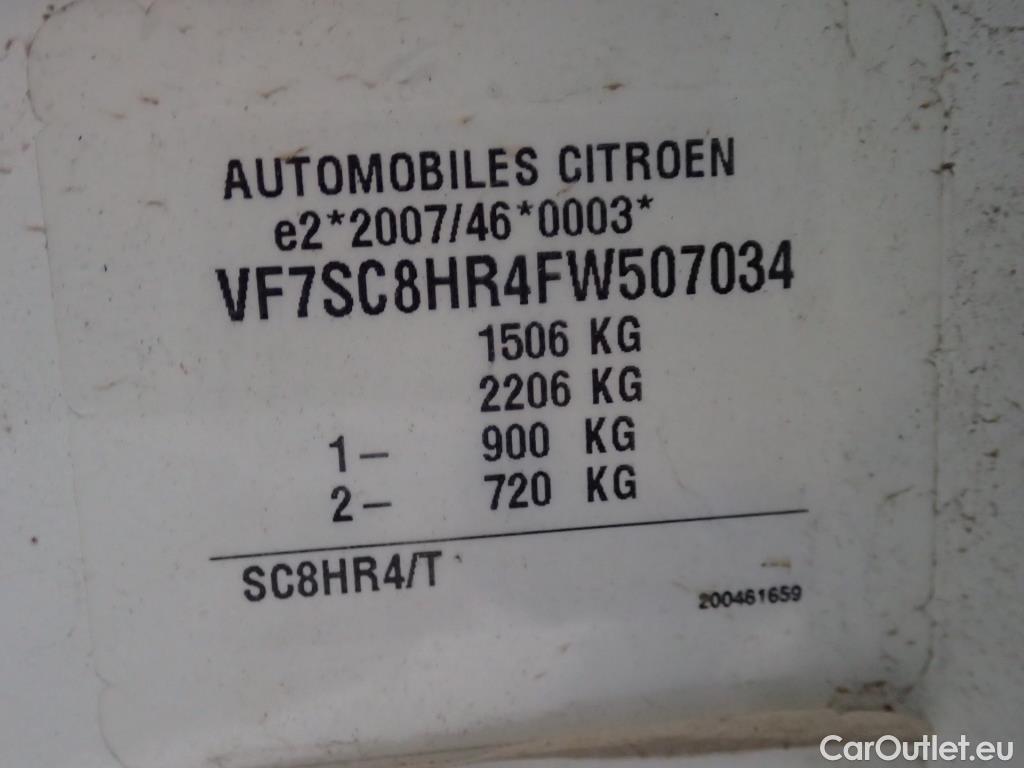 AUTOMOBILES CITROEN
e2*2007/46*0003*
VF7SC8HR4FW507034
1506 KG
2206 KG
1- 900 KG
2- 720 KG
SC8HR4/T
200461659
CarOutlet.eu